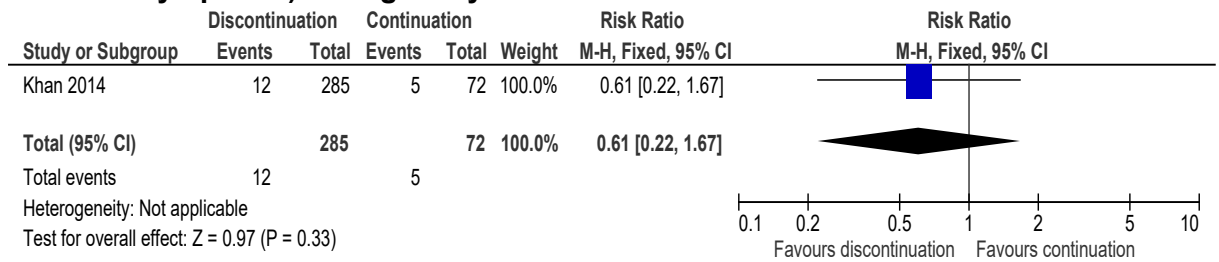 Discontinuation Continuation Risk Ratio Risk Ratio
Study or Subgroup Events Total Events Total Weight M-H, Fixed, 95% CI M-H, Fixed, 95% CI
Khan 2014 12 285 5 72 100.0% 0.61 [0.22, 1.67]
Total (95% CI) 285 72 100.0% 0.61 [0.22, 1.67]
Total events 12 5
Heterogeneity: Not applicable
Test for overall effect: Z = 0.97 (P = 0.33)
0.1 0.2 0.5 1 2 5 10
Favours discontinuation Favours continuation